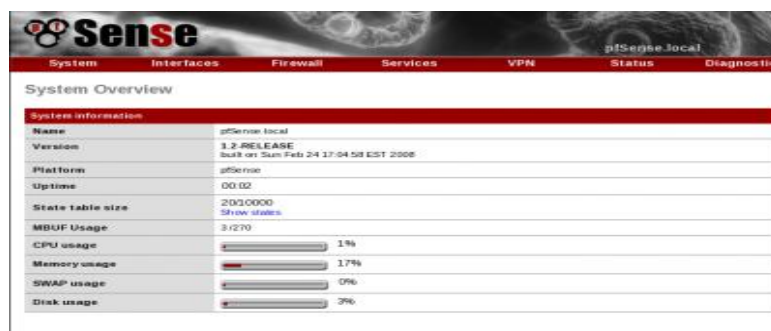 Sense
pfSense.local
System Interfaces Firewall Services VPN Status Diagnosti
System Overview
System information
Name pfSense.local
Version 1.2-RELEASE
built on Sun Feb 24 17:04:58 EST 2008
Platform pfSense
Uptime 00:02
State table size 20/10000
Show states
MBUF Usage 3 /270
CPU usage 1%
Memory usage 17%
SWAP usage 0%
Disk usage 3%